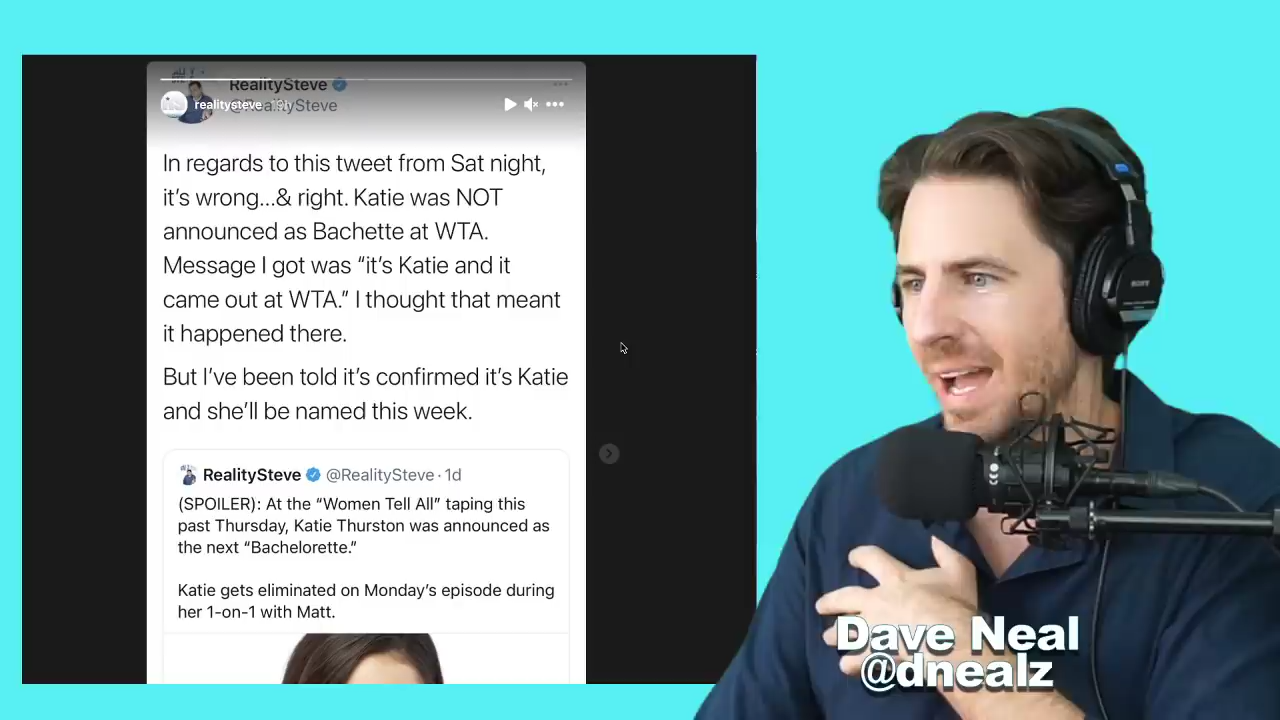 RealitySteve
realitysteve 19h
@RealitySteve
In regards to this tweet from Sat night,
it’s wrong...& right. Katie was NOT
announced as Bachette at WTA.
Message I got was “it’s Katie and it
came out at WTA.” I thought that meant
it happened there.
But I’ve been told it’s confirmed it’s Katie
and she’ll be named this week.
RealitySteve @RealitySteve · 1d
(SPOILER): At the “Women Tell All” taping this
past Thursday, Katie Thurston was announced as
the next “Bachelorette.”
Katie gets eliminated on Monday’s episode during
her 1-on-1 with Matt.
SONY
Dave Neal
@dnealz